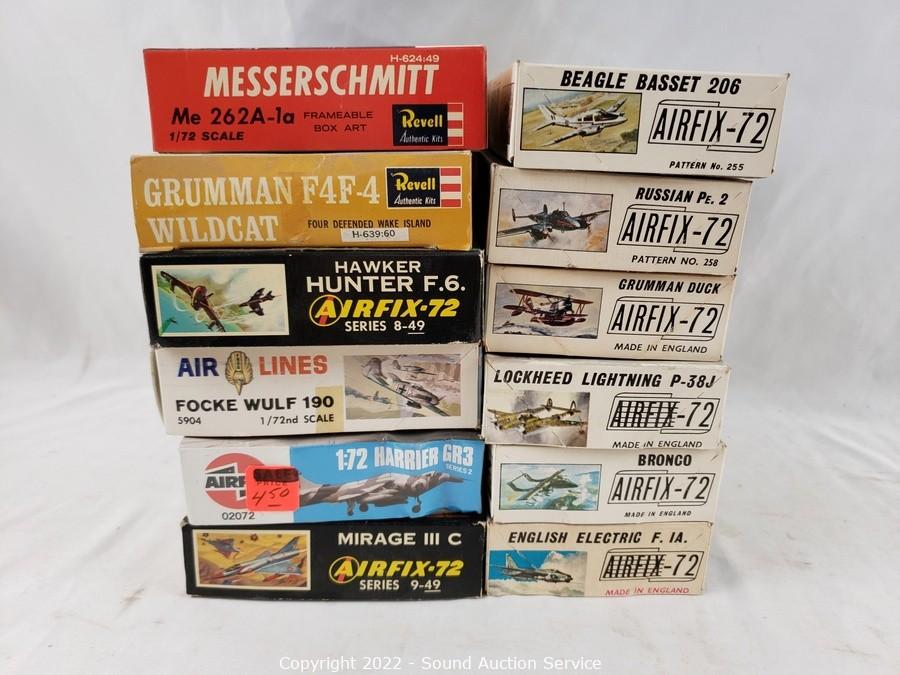 H-624:49
MESSERSCHMITT
Me 262A-1a
FRAMEABLE
BOX ART
1/72 SCALE
Revell
Authentic Kits
GRUMMAN F4F-4
WILDCAT
Revell
Authentic Kits
FOUR DEFENDED WAKE ISLAND
H-639:60
HAWKER
HUNTER F.6.
AIRFIX-72
SERIES 8-49
AIR LINES
FOCKE WULF 190
5904
1/72nd SCALE
1:72 HARRIER GR3
SERIES 2
SALE
PRICE
4.50
02072
MIRAGE III C
AIRFIX-72
SERIES 9-49
BEAGLE BASSET 206
AIRFIX-72
PATTERN No. 255
RUSSIAN PE. 2
AIRFIX-72
PATTERN NO. 258
GRUMMAN DUCK
AIRFIX-72
MADE IN ENGLAND
LOCKHEED LIGHTNING P-38J
AIRFIX-72
MADE IN ENGLAND
BRONCO
AIRFIX-72
MADE IN ENGLAND
ENGLISH ELECTRIC F. 1A.
AIRFIX-72
MADE IN ENGLAND
Copyright 2022 - Sound Auction Service